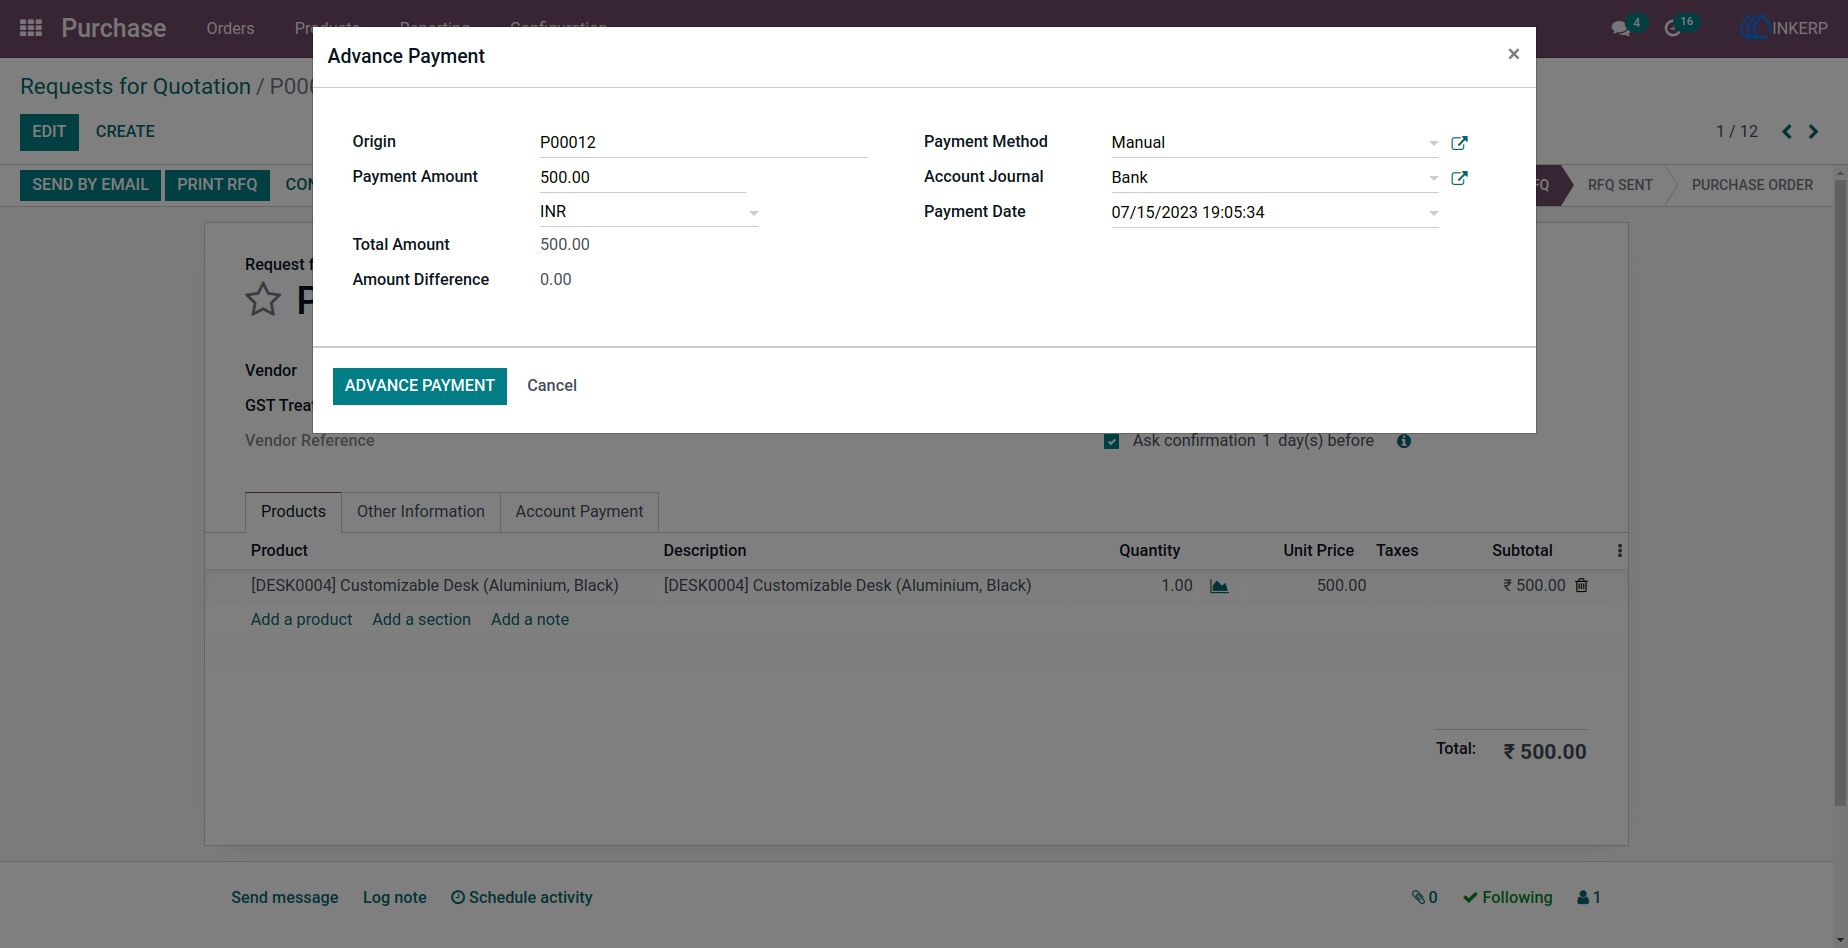 Purchase Orders Products Reporting Configuration 4 16 INKERP
Advance Payment ×
Requests for Quotation /
EDIT CREATE 1 / 12
Origin P00012 Payment Method Manual
Payment Amount 500.00 Account Journal Bank
SEND BY EMAIL PRINT RFQ RFQ SENT PURCHASE ORDER
INR Payment Date 07/15/2023 19:05:34
Total Amount 500.00
Request
Amount Difference 0.00
Vendor
ADVANCE PAYMENT Cancel
GST
Vendor Reference Ask confirmation 1 day(s) before
Products Other Information Account Payment
Product Description Quantity Unit Price Taxes Subtotal
[DESK0004] Customizable Desk (Aluminium, Black) [DESK0004] Customizable Desk (Aluminium, Black) 1.00 500.00 ₹ 500.00
Add a product Add a section Add a note
Total: ₹ 500.00
Send message Log note Schedule activity 0 Following 1